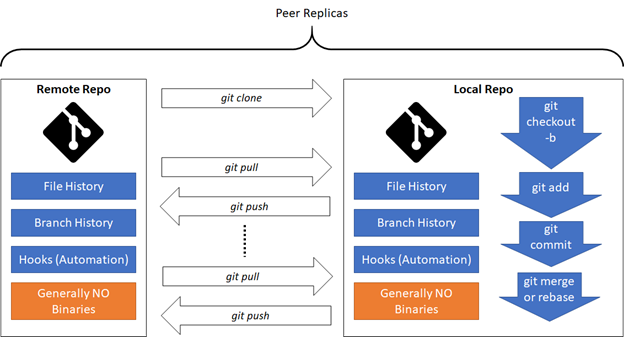 Peer Replicas
Remote Repo
File History
Branch History
Hooks (Automation)
Generally NO
Binaries
git clone
git pull
git push
git pull
git push
Local Repo
File History
Branch History
Hooks (Automation)
Generally NO
Binaries
git
checkout
-b
git add
git
commit
git merge
or rebase